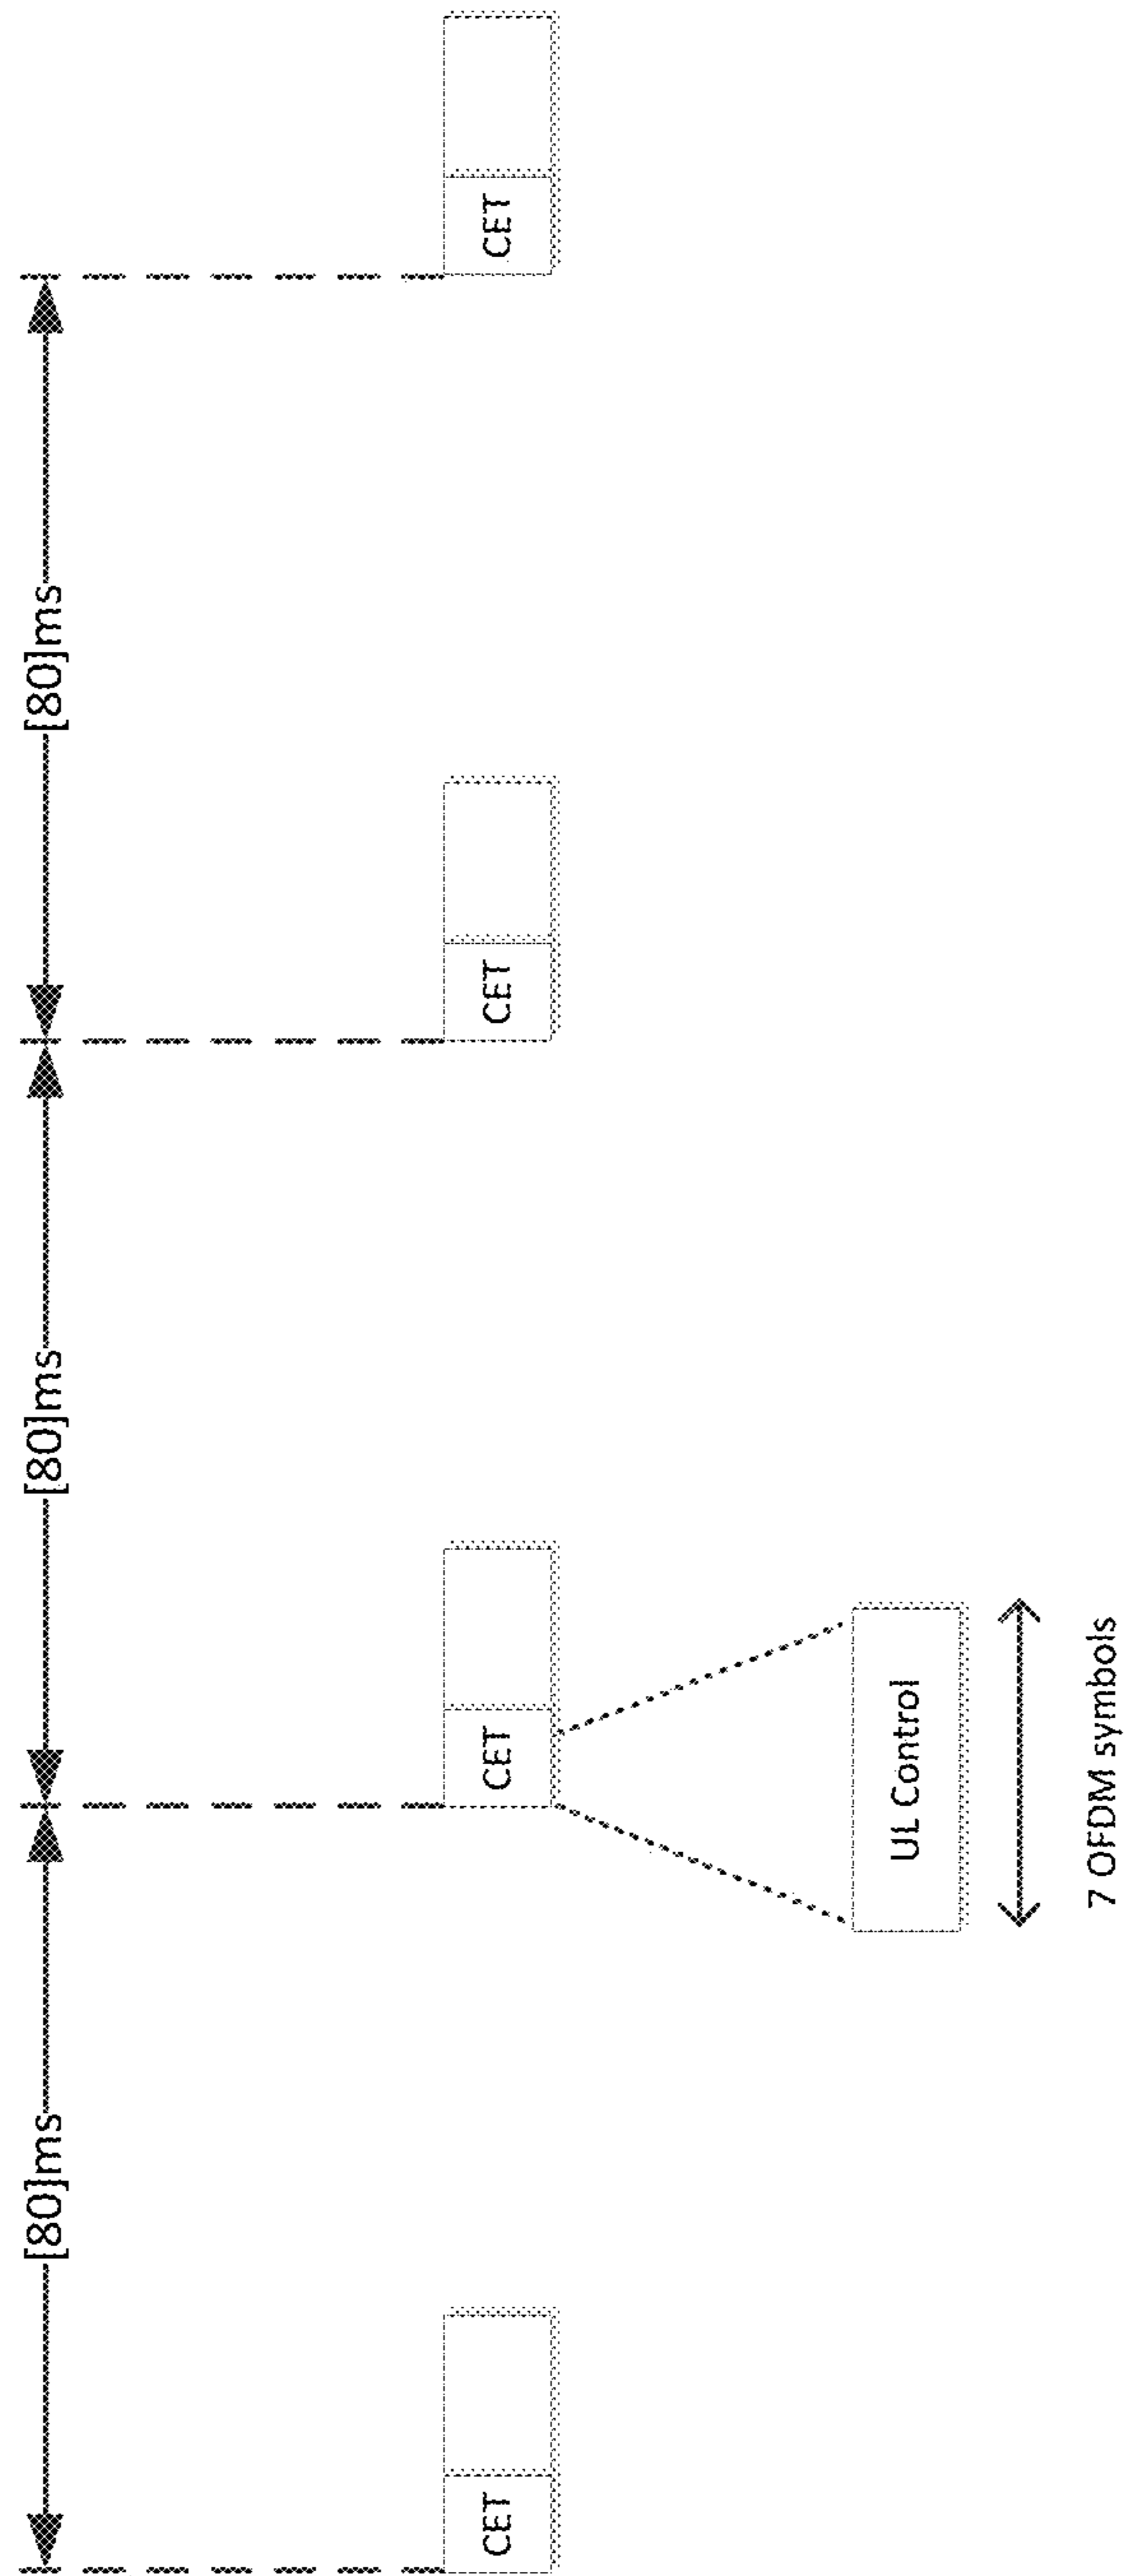 [80]ms
[80]ms
[80]ms
CET
CET
CET
CET
UL Control
7 OFDM symbols